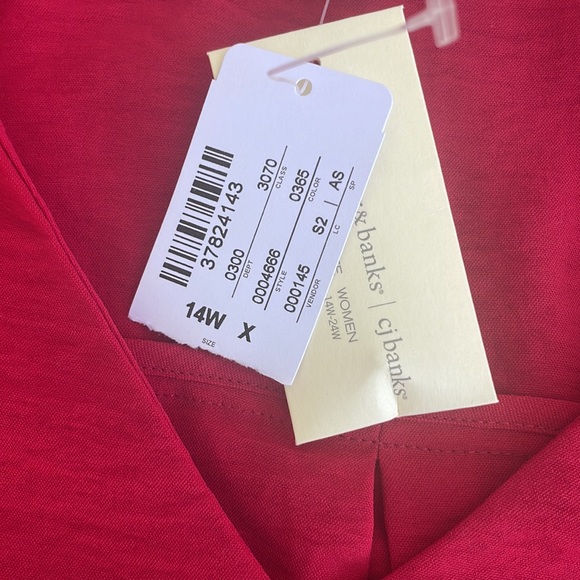 37824143
0300 3070
DEPT CLASS
0004666 0365
STYLE COLOR
000145 S2 | AS
VENDOR LC SP
14W X
SIZE
& banks® | cj banks®
WOMEN
14W-24W